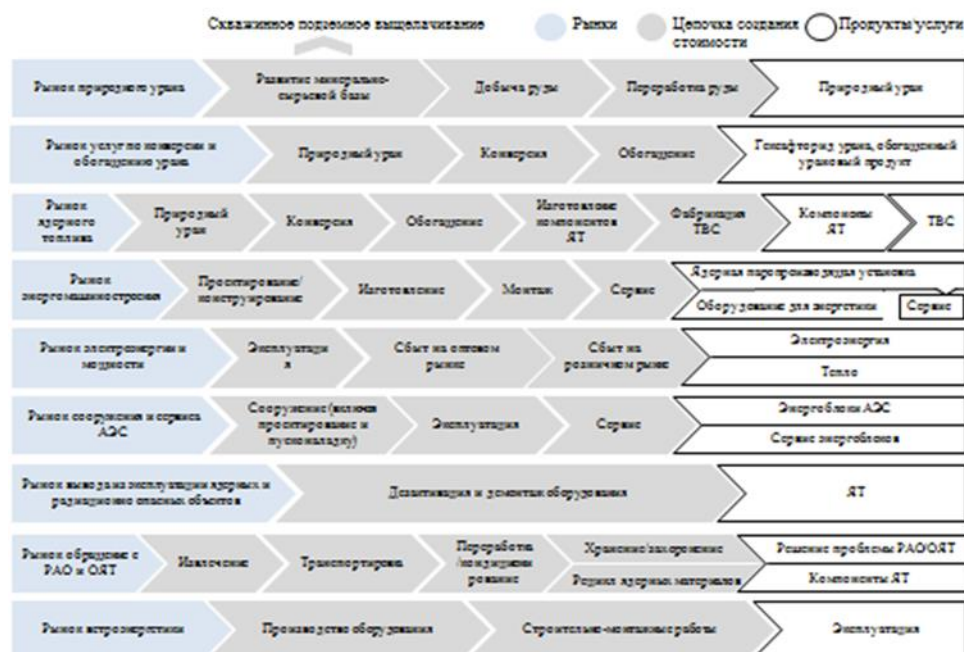 Скважинное подземное выщелачивание
Рынки
Цепочка создания
стоимости
Продукты/услуги
Рынок природного урана
Развитие минерально-
сырьевой базы
Добыча руды
Переработка руды
Природный уран
Рынок услуг по конверсии и
обогащению урана
Природный уран
Конверсия
Обогащение
Гексафторид урана, обогащенный
урановый продукт
Рынок
ядерного
топлива
Природный
уран
Конверсия
Обогащение
Изготовление
компонентов
ЯТ
Фабрикация
ТВС
ЯТ
ТВС
Рынок
энергомашиностроения
Проектирование/
конструирование
Изготовление
Монтаж
Сервис
Ядерная паропроизводящая установка
Оборудование для энергетики
Сервис
Рынок электроэнергии и
мощности
Эксплуатаци
я
Сбыт на оптовом
рынке
Сбыт на
розничном рынке
Электроэнергия
Тепло
Рынок сооружения и сервиса
АЭС
Сооружение (включая
проектирование и
пусконаладку)
Эксплуатация
Сервис
Энергоблоки АЭС
Сервис энергоблоков
Рынок вывода из эксплуатации ядерных и
радиационно опасных объектов
Дезактивация и демонтаж оборудования
ЯТ
Рынок обращение с
РАО и ОЯТ
Извлечение
Транспортировка
Переработка
/кондициони
рование
Хранение/захоронение
Рецикл ядерных материалов
Решение проблемы РАО/ОЯТ
Компоненты ЯТ
Рынок ветроэнергетики
Производство оборудования
Строительно-монтажные работы
Эксплуатация